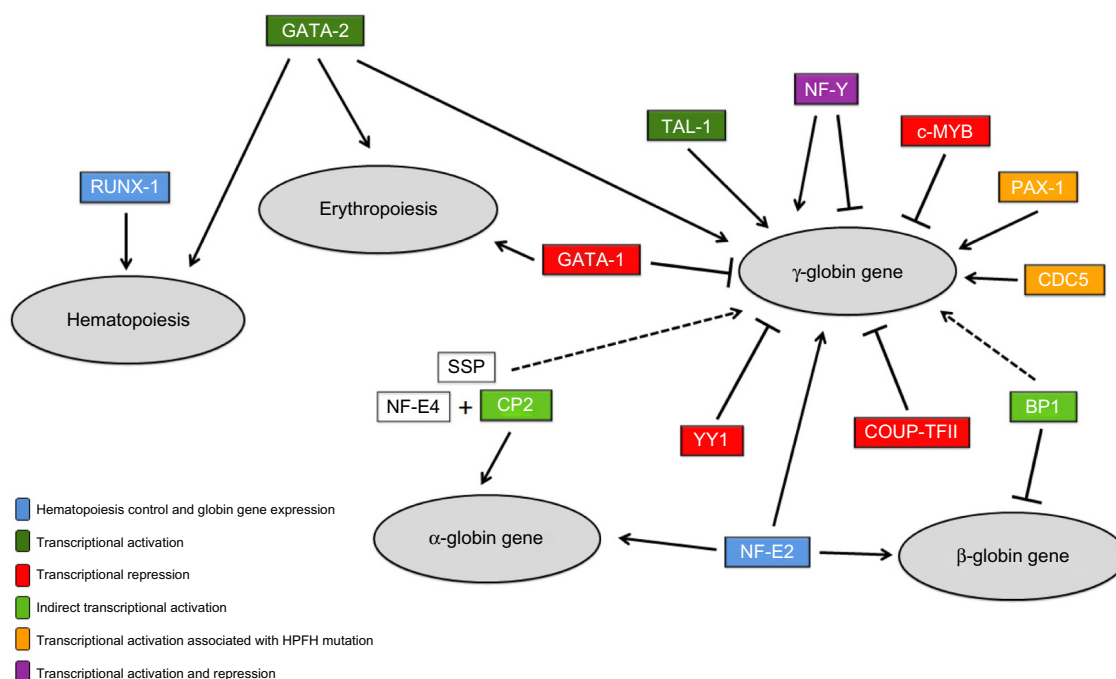 GATA-2
NF-Y
TAL-1
c-MYB
RUNX-1
PAX-1
Erythropoiesis
GATA-1
γ-globin gene
CDC5
Hematopoiesis
SSP
NF-E4 + CP2
BP1
YY1
COUP-TFII
α-globin gene
NF-E2
β-globin gene
Hematopoiesis control and globin gene expression
Transcriptional activation
Transcriptional repression
Indirect transcriptional activation
Transcriptional activation associated with HPFH mutation
Transcriptional activation and repression